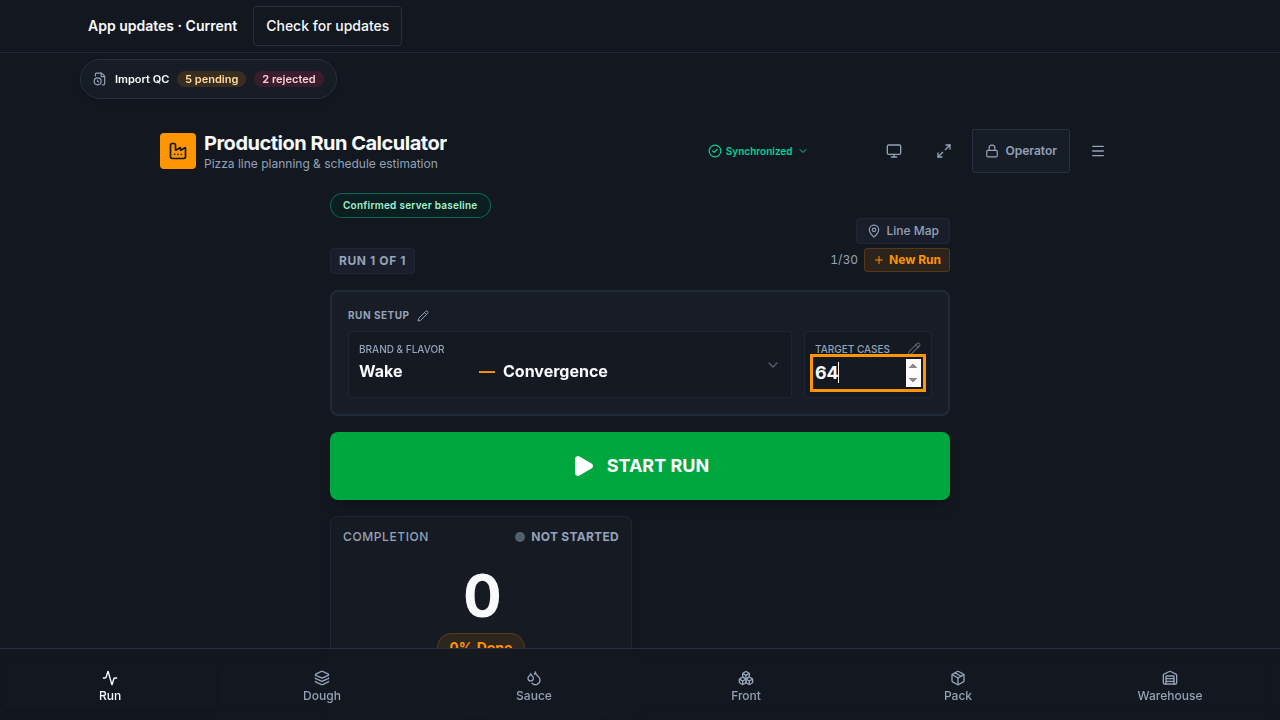 App updates · Current
Check for updates
Import QC
5 pending
2 rejected
Production Run Calculator
Pizza line planning & schedule estimation
Synchronized
Operator
Confirmed server baseline
Line Map
RUN 1 OF 1
1/30
+ New Run
RUN SETUP
BRAND & FLAVOR
Wake — Convergence
TARGET CASES
64
START RUN
COMPLETION
NOT STARTED
0
0% Done
Run
Dough
Sauce
Front
Pack
Warehouse